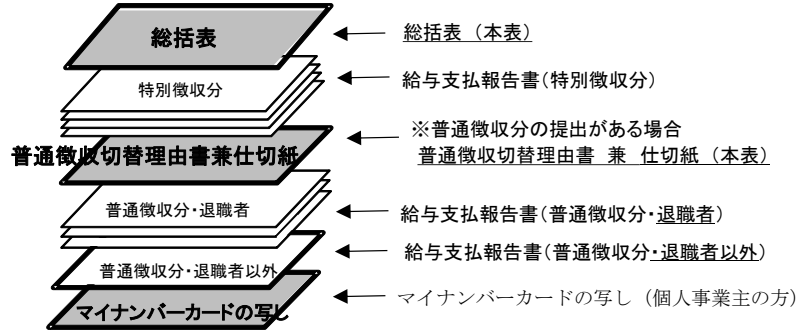 総括表
総括表（本表）
特別徴収分
給与支払報告書（特別徴収分）
※普通徴収分の提出がある場合
普通徴収切替理由書兼仕切紙
普通徴収切替理由書 兼 仕切紙（本表）
普通徴収分・退職者
給与支払報告書（普通徴収分・退職者）
給与支払報告書（普通徴収分・退職者以外）
普通徴収分・退職者以外
マイナンバーカードの写し（個人事業主の方）
マイナンバーカードの写し